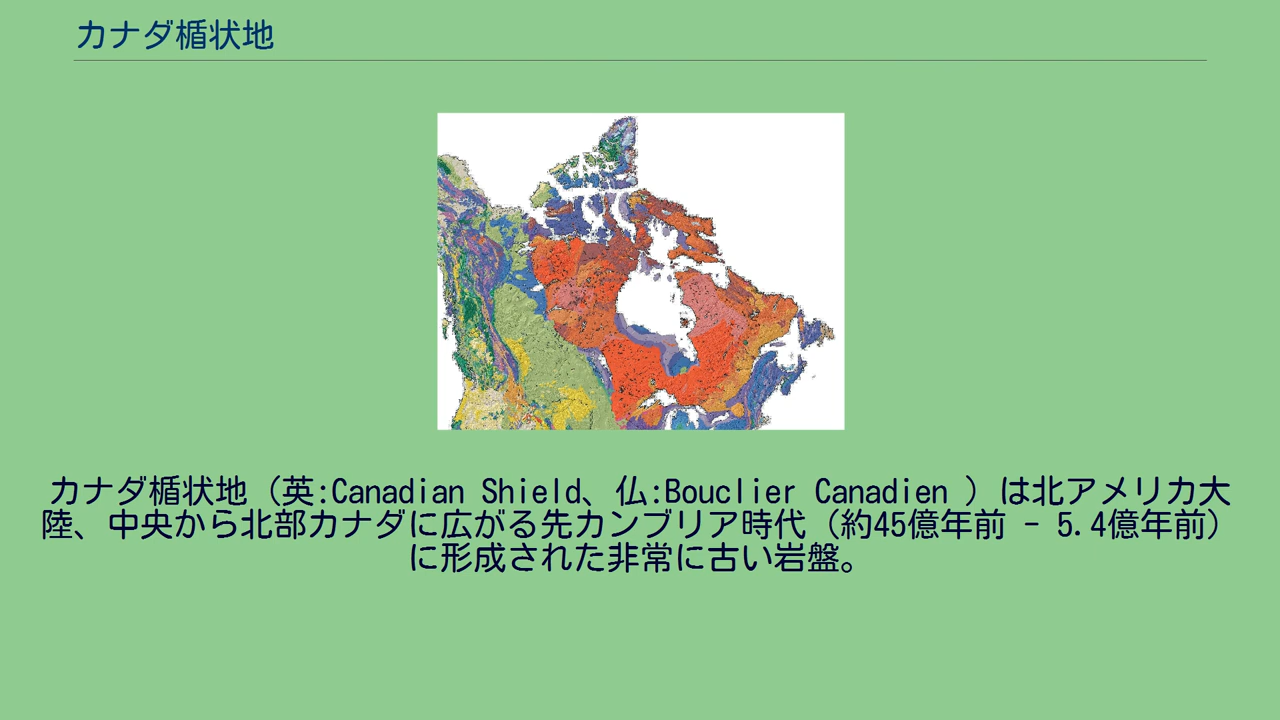 カナダ楯状地
カナダ楯状地（英:Canadian Shield、仏:Bouclier Canadien ）は北アメリカ大
陸、中央から北部カナダに広がる先カンブリア時代（約45億年前 - 5.4億年前）
に形成された非常に古い岩盤。